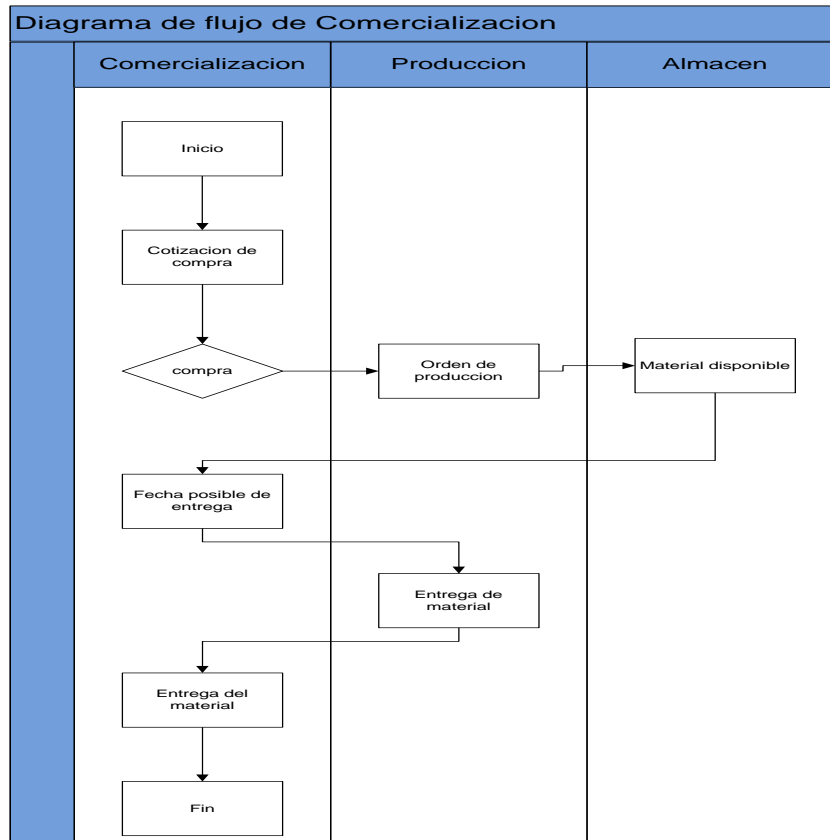 Diagrama de flujo de Comercializacion
Comercializacion
Produccion
Almacen
Inicio
Cotizacion de
compra
compra
Orden de
produccion
Material disponible
Fecha posible de
entrega
Entrega de
material
Entrega del
material
Fin